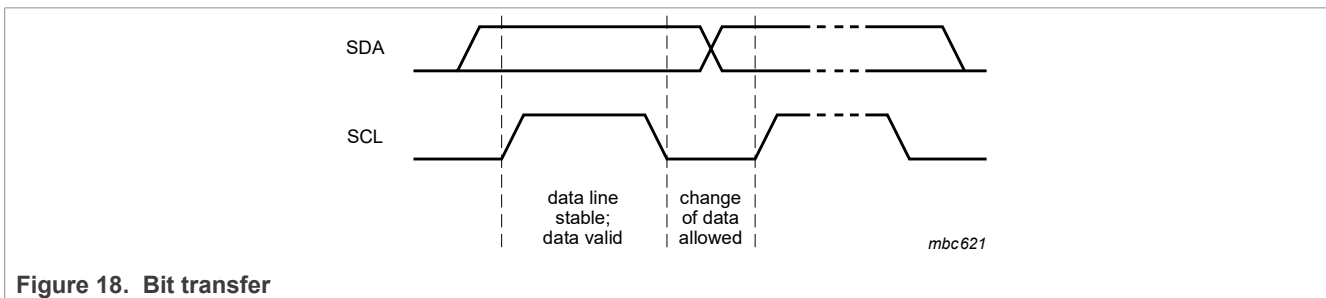 SDA
SCL
data line
stable;
data valid
change
of data
allowed
mbc621
Figure 18. Bit transfer